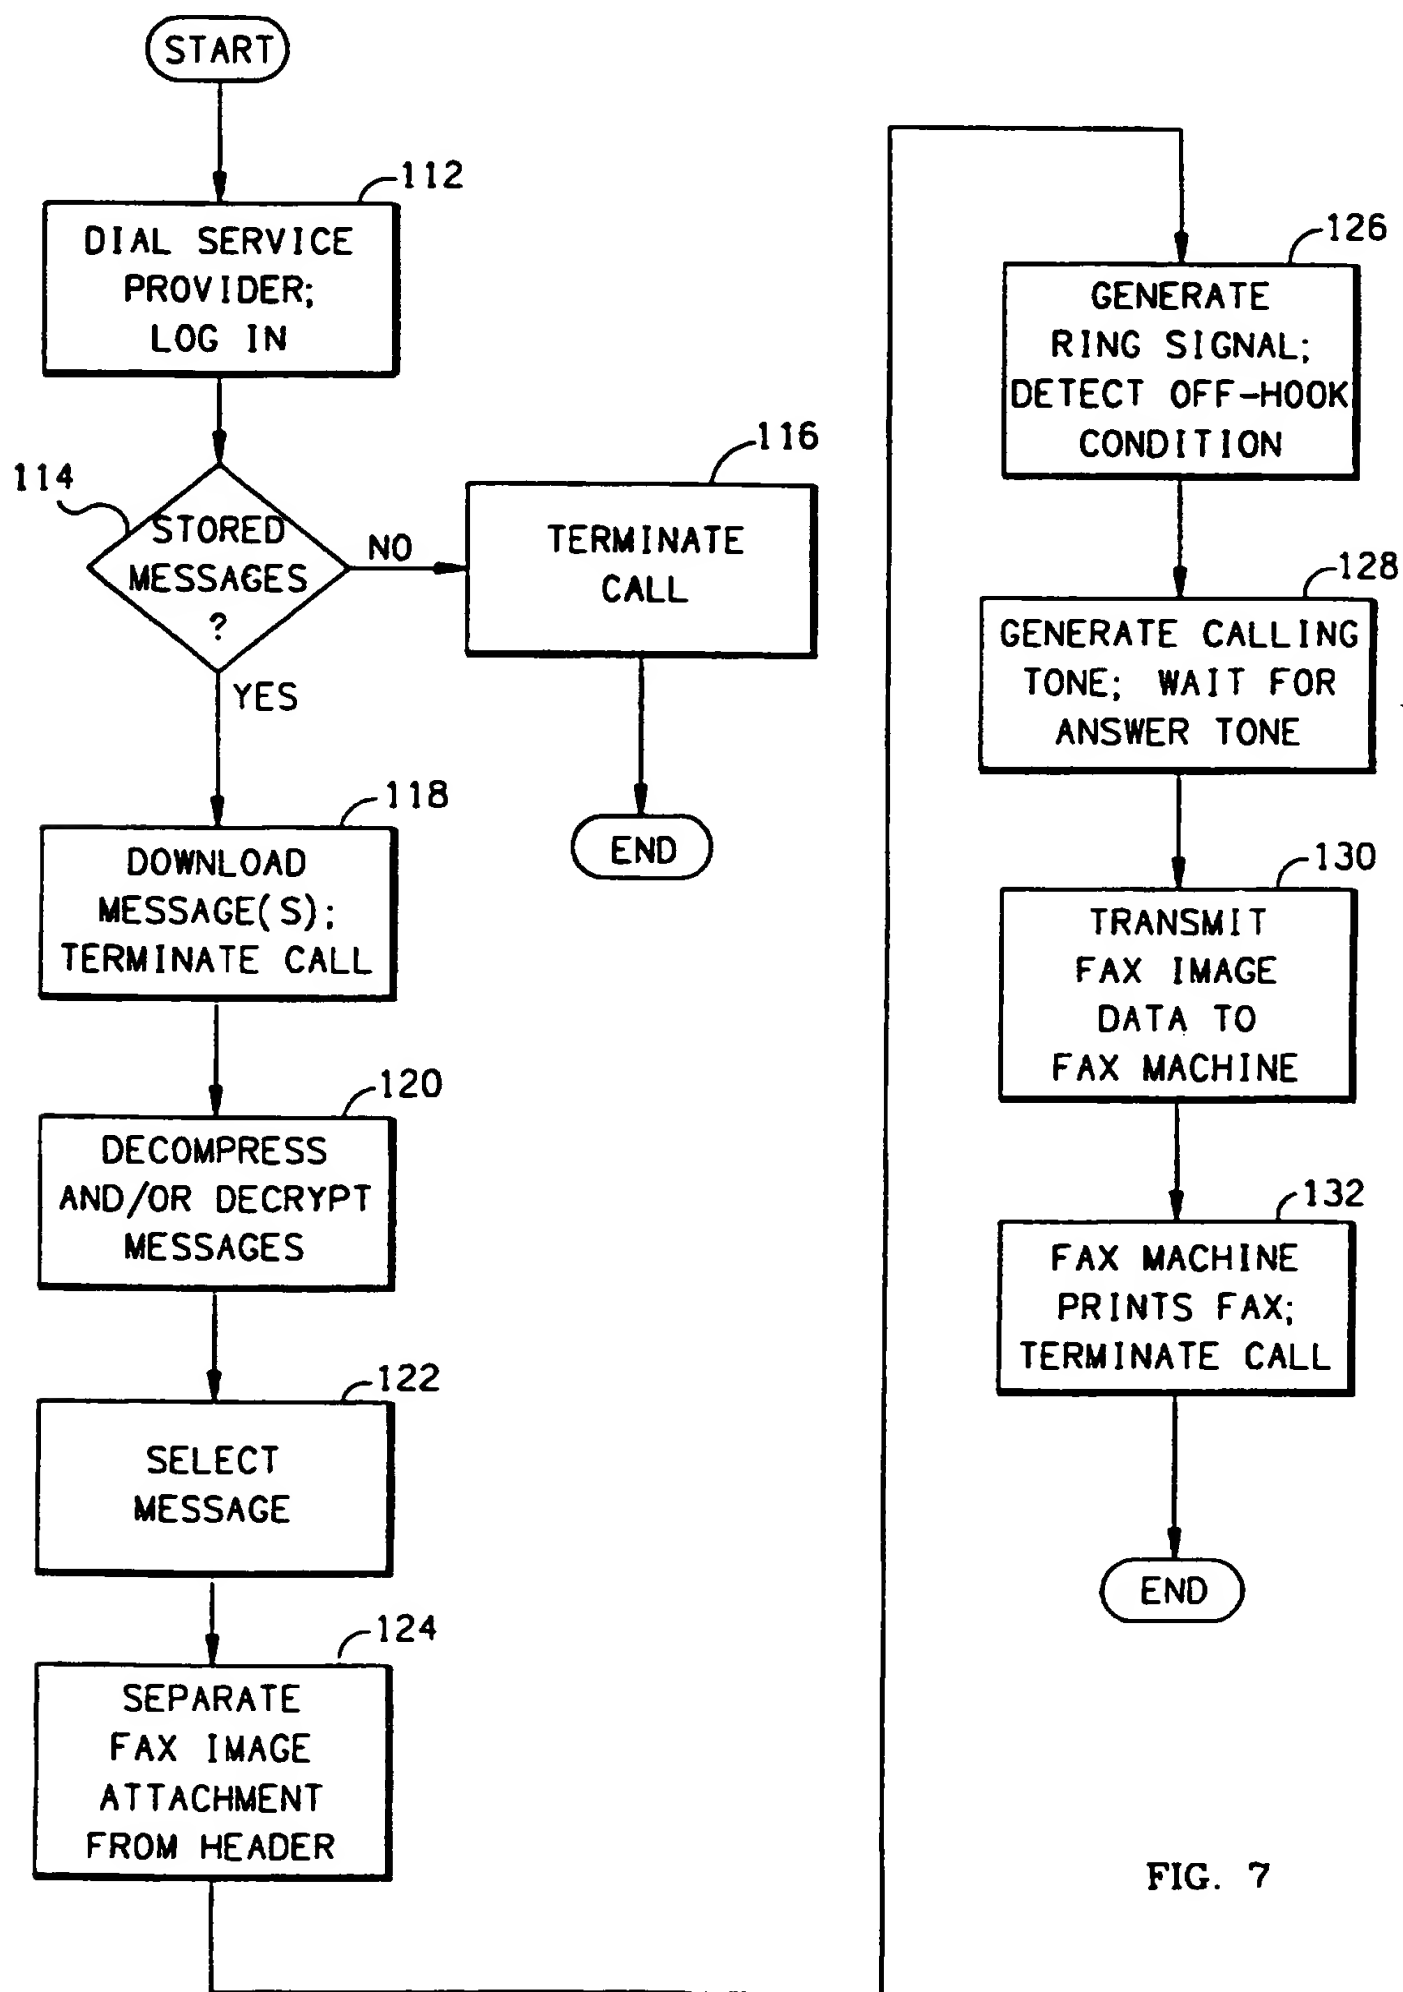 START
112
DIAL SERVICE
PROVIDER;
LOG IN
114
STORED
MESSAGES
?
NO
116
TERMINATE
CALL
END
YES
118
DOWNLOAD
MESSAGE(S);
TERMINATE CALL
120
DECOMPRESS
AND/OR DECRYPT
MESSAGES
122
SELECT
MESSAGE
124
SEPARATE
FAX IMAGE
ATTACHMENT
FROM HEADER
126
GENERATE
RING SIGNAL;
DETECT OFF-HOOK
CONDITION
128
GENERATE CALLING
TONE; WAIT FOR
ANSWER TONE
130
TRANSMIT
FAX IMAGE
DATA TO
FAX MACHINE
132
FAX MACHINE
PRINTS FAX;
TERMINATE CALL
END
FIG. 7